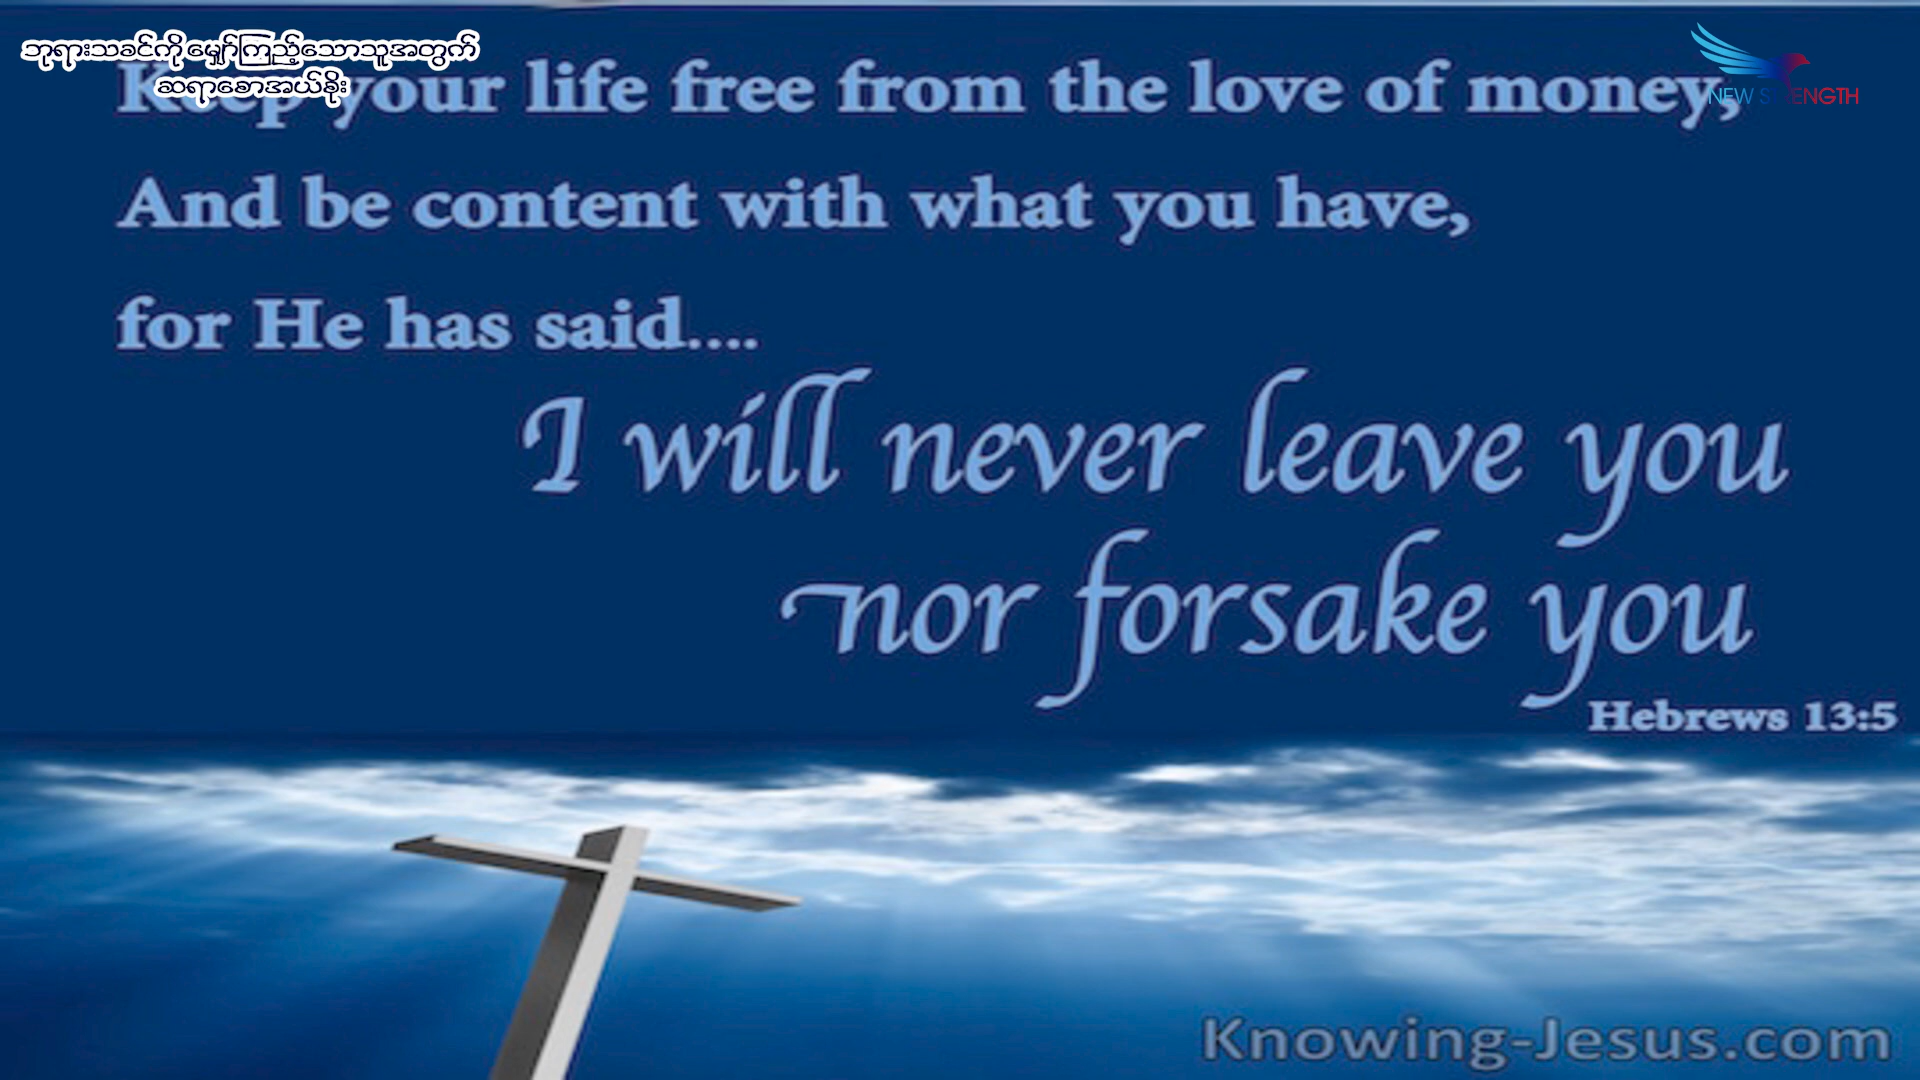 ဘုရားသခင်ကို မျှော်ကြည့်သောသူအတွက်
ဆရာစောအယ်ခိုး
Keep your life free from the love of money,
NEW STRENGTH
And be content with what you have,
for He has said....
I will never leave you
nor forsake you
Hebrews 13:5
Knowing-Jesus.com